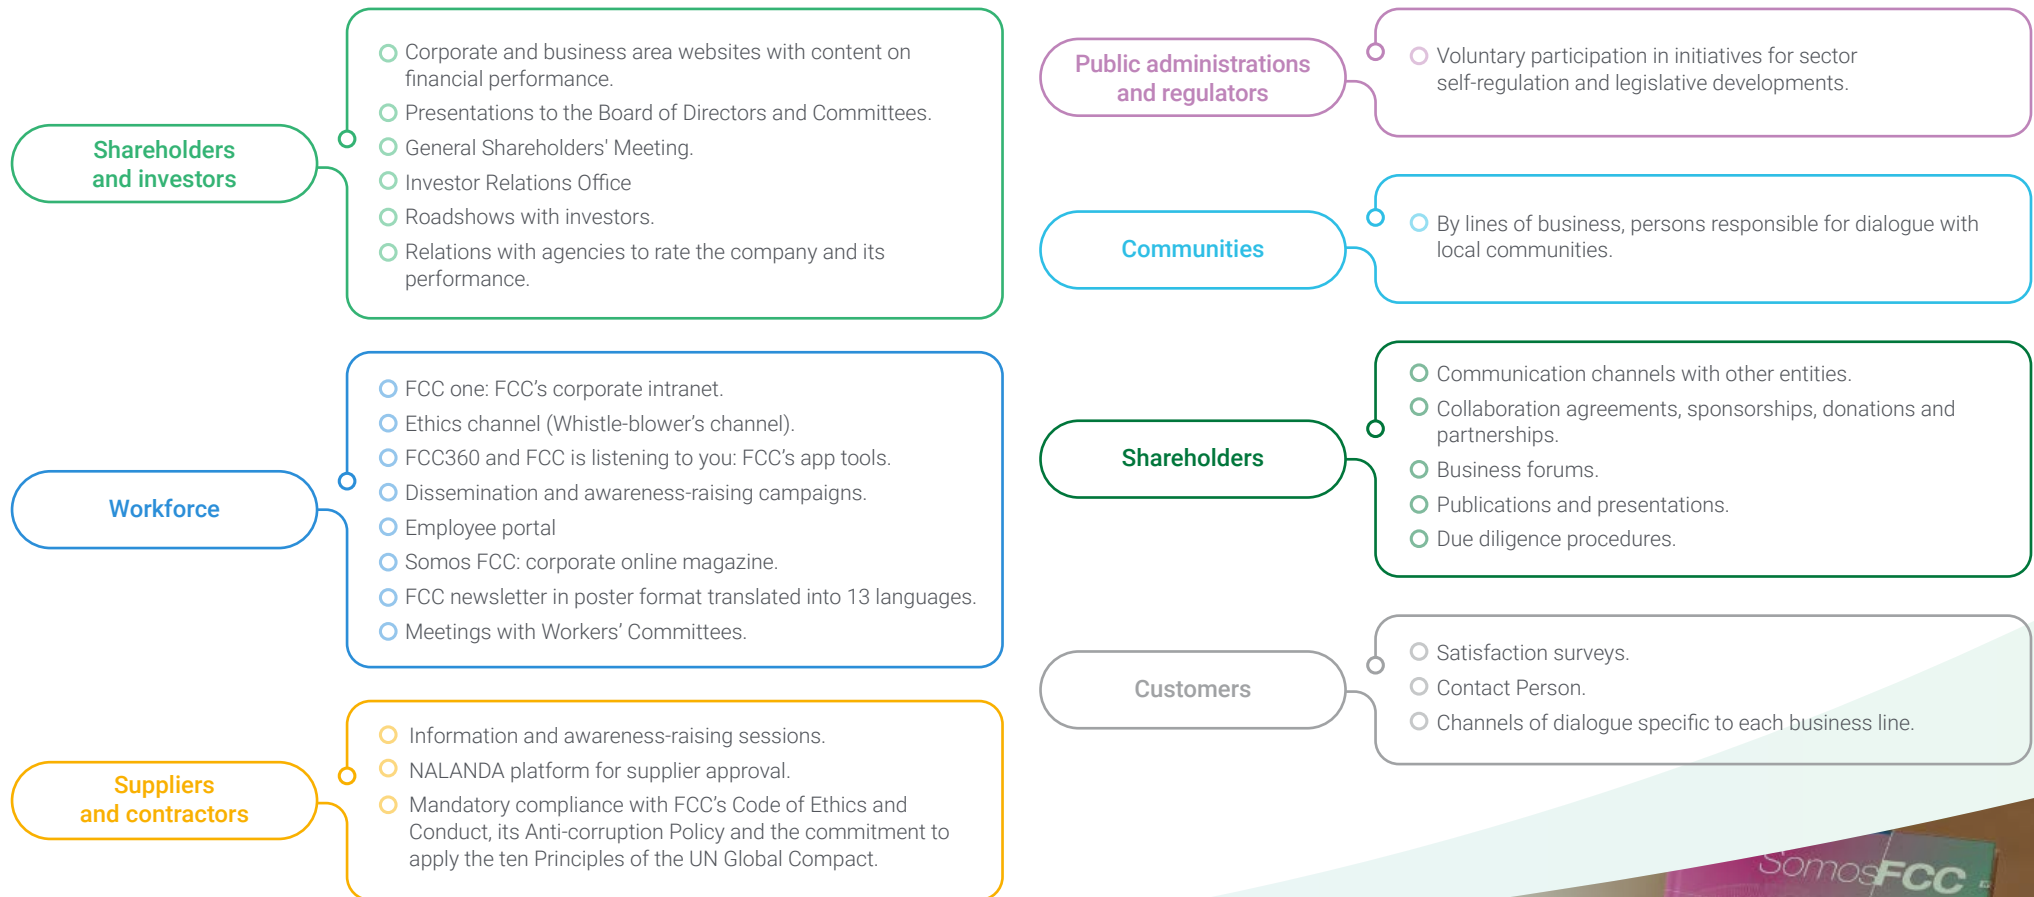 Shareholders
and investors
Corporate and business area websites with content on
financial performance.
Presentations to the Board of Directors and Committees.
General Shareholders' Meeting.
Investor Relations Office
Roadshows with investors.
Relations with agencies to rate the company and its
performance.
Workforce
FCC one: FCC’s corporate intranet.
Ethics channel (Whistle-blower’s channel).
FCC360 and FCC is listening to you: FCC’s app tools.
Dissemination and awareness-raising campaigns.
Employee portal
Somos FCC: corporate online magazine.
FCC newsletter in poster format translated into 13 languages.
Meetings with Workers’ Committees.
Suppliers
and contractors
Information and awareness-raising sessions.
NALANDA platform for supplier approval.
Mandatory compliance with FCC’s Code of Ethics and
Conduct, its Anti-corruption Policy and the commitment to
apply the ten Principles of the UN Global Compact.
Public administrations
and regulators
Voluntary participation in initiatives for sector
self-regulation and legislative developments.
Communities
By lines of business, persons responsible for dialogue with
local communities.
Shareholders
Communication channels with other entities.
Collaboration agreements, sponsorships, donations and
partnerships.
Business forums.
Publications and presentations.
Due diligence procedures.
Customers
Satisfaction surveys.
Contact Person.
Channels of dialogue specific to each business line.
SomosFCC